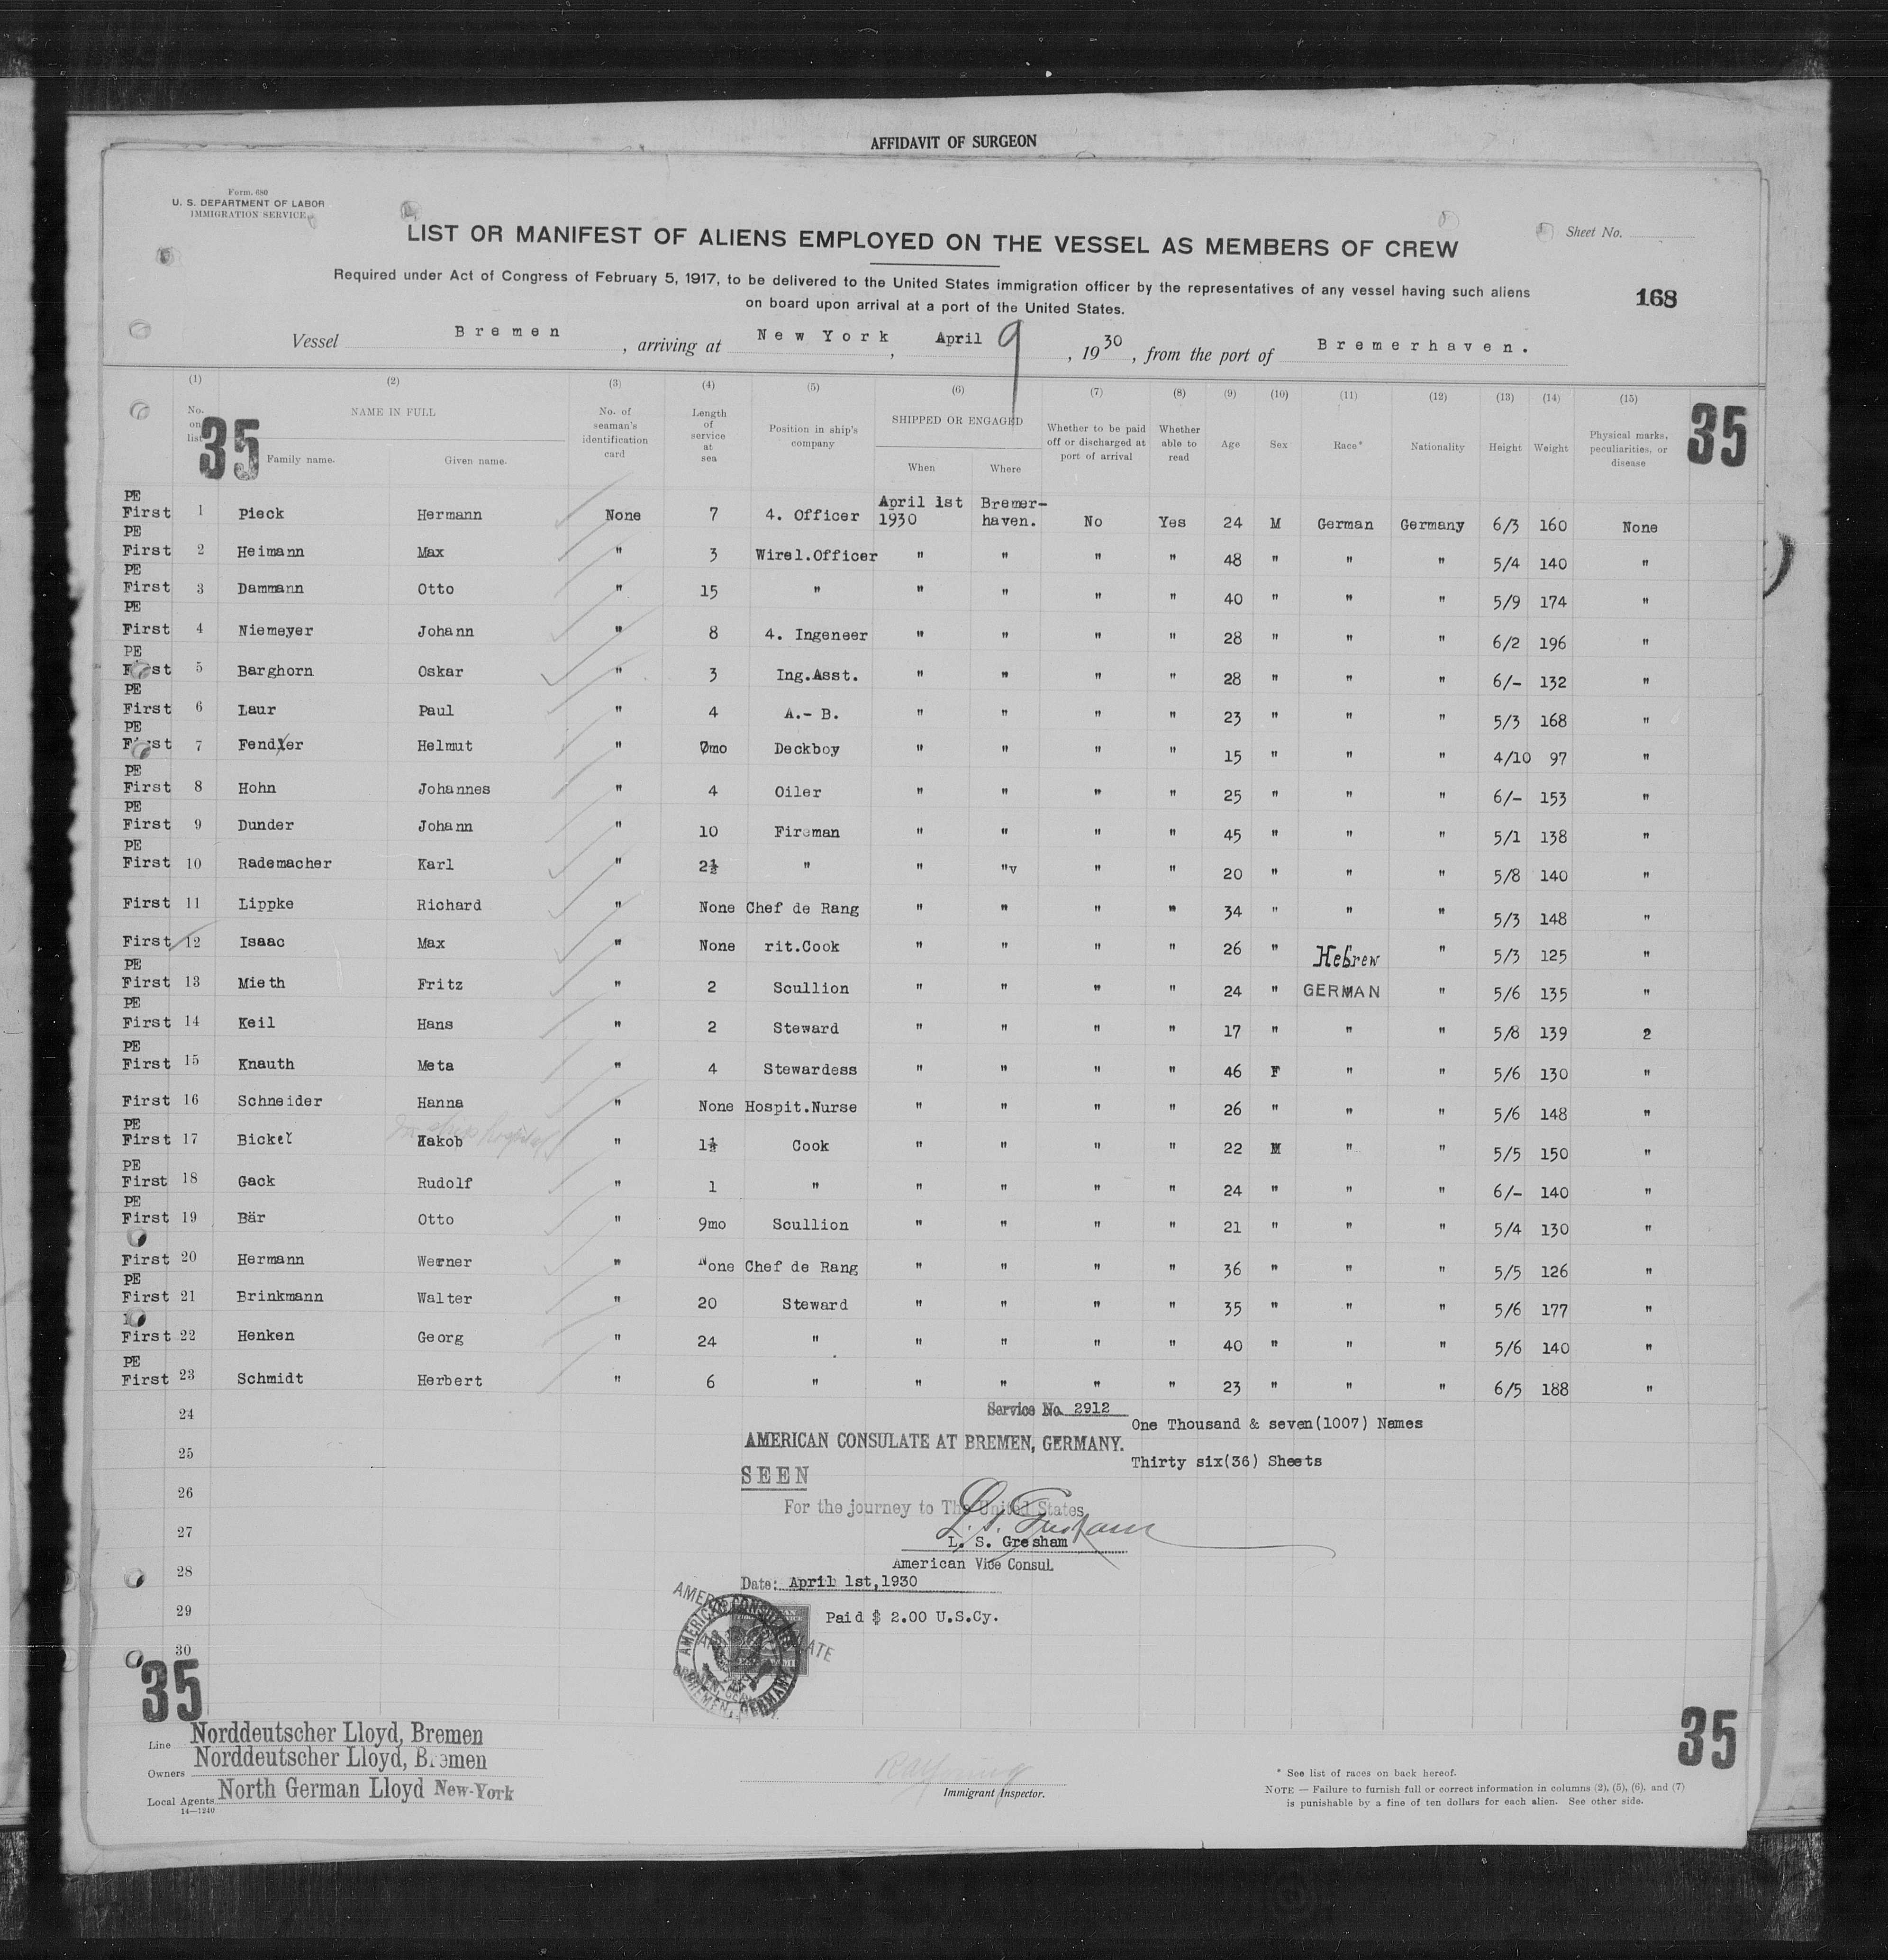 AFFIDAVIT OF SURGEON
Form. 680
U. S. DEPARTMENT OF LABOR
IMMIGRATION SERVICE
LIST OR MANIFEST OF ALIENS EMPLOYED ON THE VESSEL AS MEMBERS OF CREW
Sheet No.
Required under Act of Congress of February 5, 1917, to be delivered to the United States immigration officer by the representatives of any vessel having such aliens
on board upon arrival at a port of the United States.
168
Vessel Bremen, arriving at New York, April 9, 1930, from the port of Bremerhaven.
(1) (2) (3) (4) (5) (6) (7) (8) (9) (10) (11) (12) (13) (14) (15)
No. on list NAME IN FULL Family name. Given name. No. of seaman's identification card Length of service at sea Position in ship's company SHIPPED OR ENGAGED When Where Whether to be paid off or discharged at port of arrival Whether able to read Age Sex Race* Nationality Height Weight Physical marks, peculiarities, or disease
35 35
PE
First 1 Pieck Hermann None 7 4. Officer April 1st 1930 Bremer-haven. No Yes 24 M German Germany 6/3 160 None
PE
First 2 Heimann Max " 3 Wirel.Officer " " " " 48 " " " 5/4 140 "
PE
First 3 Dammann Otto " 15 " " " " " 40 " " " 5/9 174 "
PE
First 4 Niemeyer Johann " 8 4. Ingeneer " " " " 28 " " " 6/2 196 "
PE
First 5 Barghorn Oskar " 3 Ing.Asst. " " " " 28 " " " 6/- 132 "
PE
First 6 Laur Paul " 4 A.- B. " " " " 23 " " " 5/3 168 "
PE
First 7 Fendler Helmut " 7mo Deckboy " " " " 15 " " " 4/10 97 "
PE
First 8 Hohn Johannes " 4 Oiler " " " " 25 " " " 6/- 153 "
PE
First 9 Dunder Johann " 10 Fireman " " " " 45 " " " 5/1 138 "
PE
First 10 Rademacher Karl " 2½ " " "v " " 20 " " " 5/8 140 "
First 11 Lippke Richard " None Chef de Rang " " " " 34 " " " 5/3 148 "
First 12 Isaac Max " None rit.Cook " " " " 26 " Hebrew " 5/3 125 "
PE
First 13 Mieth Fritz " 2 Scullion " " " " 24 " GERMAN " 5/6 135 "
PE
First 14 Keil Hans " 2 Steward " " " " 17 " " " 5/8 139 2
PE
First 15 Knauth Meta " 4 Stewardess " " " " 46 F " " 5/6 130 "
First 16 Schneider Hanna " None Hospit.Nurse " " " " 26 " " " 5/6 148 "
PE
First 17 Bickel Jakob " 1½ Cook " " " " 22 M " " 5/5 150 "
PE
First 18 Gack Rudolf " 1 " " " " " 24 " " " 6/- 140 "
PE
First 19 Bär Otto " 9mo Scullion " " " " 21 " " " 5/4 130 "
First 20 Hermann Werner " None Chef de Rang " " " " 36 " " " 5/5 126 "
PE
First 21 Brinkmann Walter " 20 Steward " " " " 35 " " " 5/6 177 "
First 22 Henken Georg " 24 " " " " " 40 " " " 5/6 140 "
PE
First 23 Schmidt Herbert " 6 " " " " " 23 " " " 6/5 188 "
24
Service No. 2912
One Thousand & seven(1007) Names
AMERICAN CONSULATE AT BREMEN, GERMANY.
25
Thirty six(36) Sheets
SEEN
26
For the journey to The United States
27
L. S. Gresham
American Vice Consul
28
Date: April 1st,1930
29
Paid $ 2.00 U.S.Cy.
AMERICAN CONSULATE
BREMEN, GERMANY
30
35 35
Line Norddeutscher Lloyd, Bremen
Owners Norddeutscher Lloyd, Bremen
Local Agents North German Lloyd New-York
14—1240
Immigrant Inspector.
* See list of races on back hereof.
NOTE — Failure to furnish full or correct information in columns (2), (5), (6), and (7)
is punishable by a fine of ten dollars for each alien. See other side.